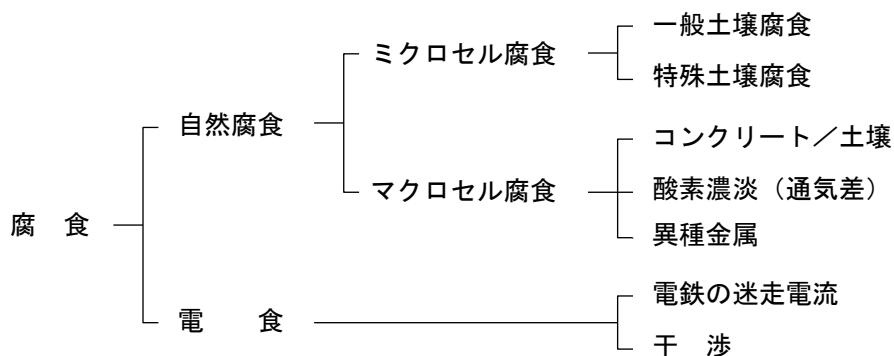 一般土壌腐食
ミクロセル腐食
特殊土壌腐食
自然腐食
コンクリート／土壌
マクロセル腐食
酸素濃淡（通気差）
腐　食
異種金属
電鉄の迷走電流
電　　食
干　渉